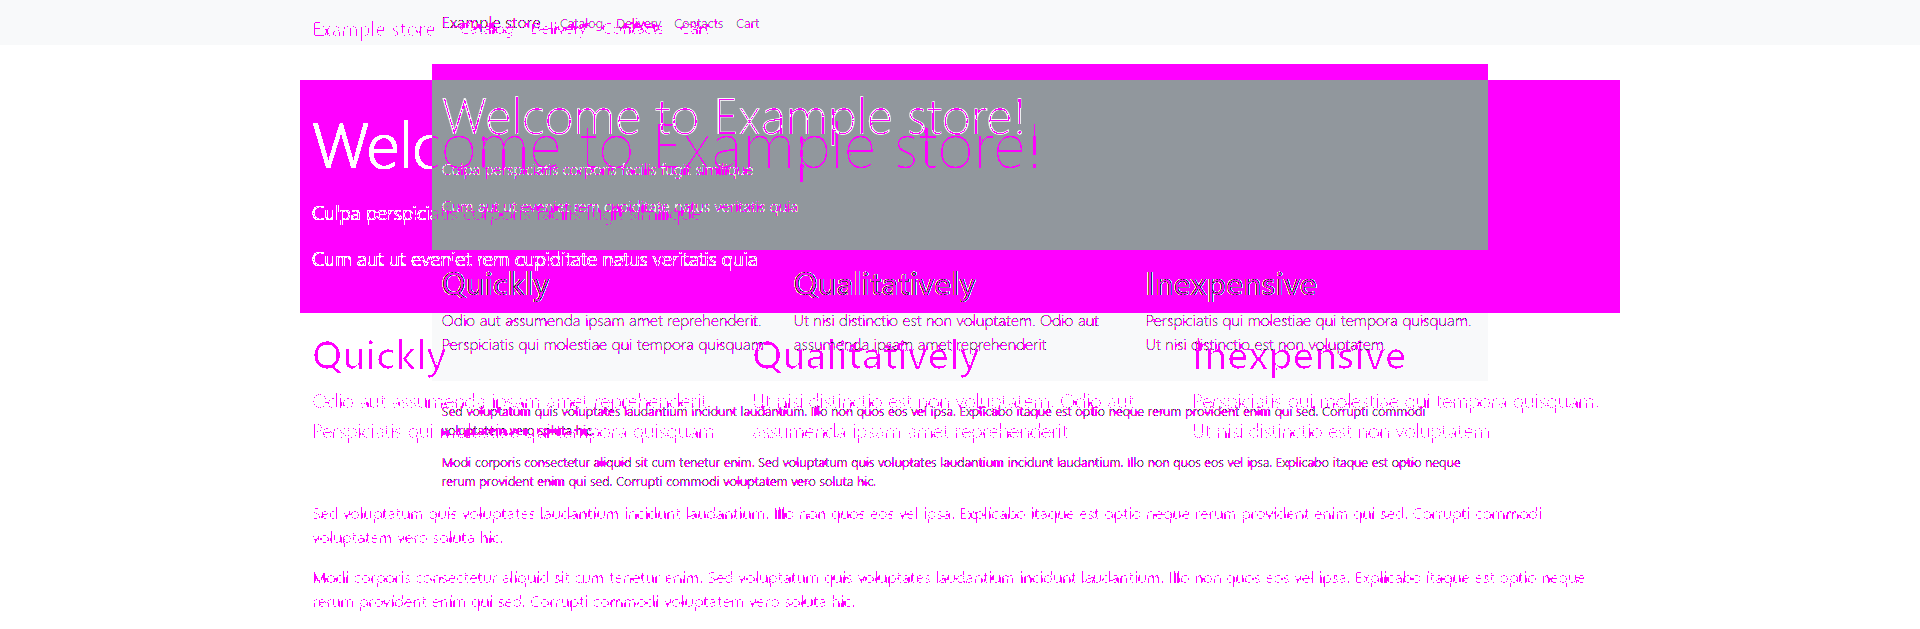 Example store Catalog Delivery Contacts Cart
Example store Catalog Delivery Contacts Cart
Welcome to Example store!
Welcome to Example store!
Culpa perspiciatis corporis facilis fugit similique
Cum aut ut eveniet rem cupiditate natus veritatis quia
Culpa perspiciatis corporis facilis fugit similique
Cum aut ut eveniet rem cupiditate natus veritatis quia
Quickly Qualitatively Inexpensive
Odio aut assumenda ipsam amet reprehenderit. Ut nisi distinctio est non voluptatem. Odio aut Perspiciatis qui molestiae qui tempora quisquam.
Perspiciatis qui molestiae qui tempora quisquam assumenda ipsam amet reprehenderit Ut nisi distinctio est non voluptatem
Quickly Qualitatively Inexpensive
Odio aut assumenda ipsam amet reprehenderit. Ut nisi distinctio est non voluptatem. Odio aut Perspiciatis qui molestiae qui tempora quisquam.
Perspiciatis qui molestiae qui tempora quisquam assumenda ipsam amet reprehenderit Ut nisi distinctio est non voluptatem
Sed voluptatum quis voluptates laudantium incidunt laudantium. Illo non quos eos vel ipsa. Explicabo itaque est optio neque rerum provident enim qui sed. Corrupti commodi
voluptatem vero soluta hic.
Modi corporis consectetur aliquid sit cum tenetur enim. Sed voluptatum quis voluptates laudantium incidunt laudantium. Illo non quos eos vel ipsa. Explicabo itaque est optio neque
rerum provident enim qui sed. Corrupti commodi voluptatem vero soluta hic.
Sed voluptatum quis voluptates laudantium incidunt laudantium. Illo non quos eos vel ipsa. Explicabo itaque est optio neque rerum provident enim qui sed. Corrupti commodi
voluptatem vero soluta hic.
Modi corporis consectetur aliquid sit cum tenetur enim. Sed voluptatum quis voluptates laudantium incidunt laudantium. Illo non quos eos vel ipsa. Explicabo itaque est optio neque
rerum provident enim qui sed. Corrupti commodi voluptatem vero soluta hic.